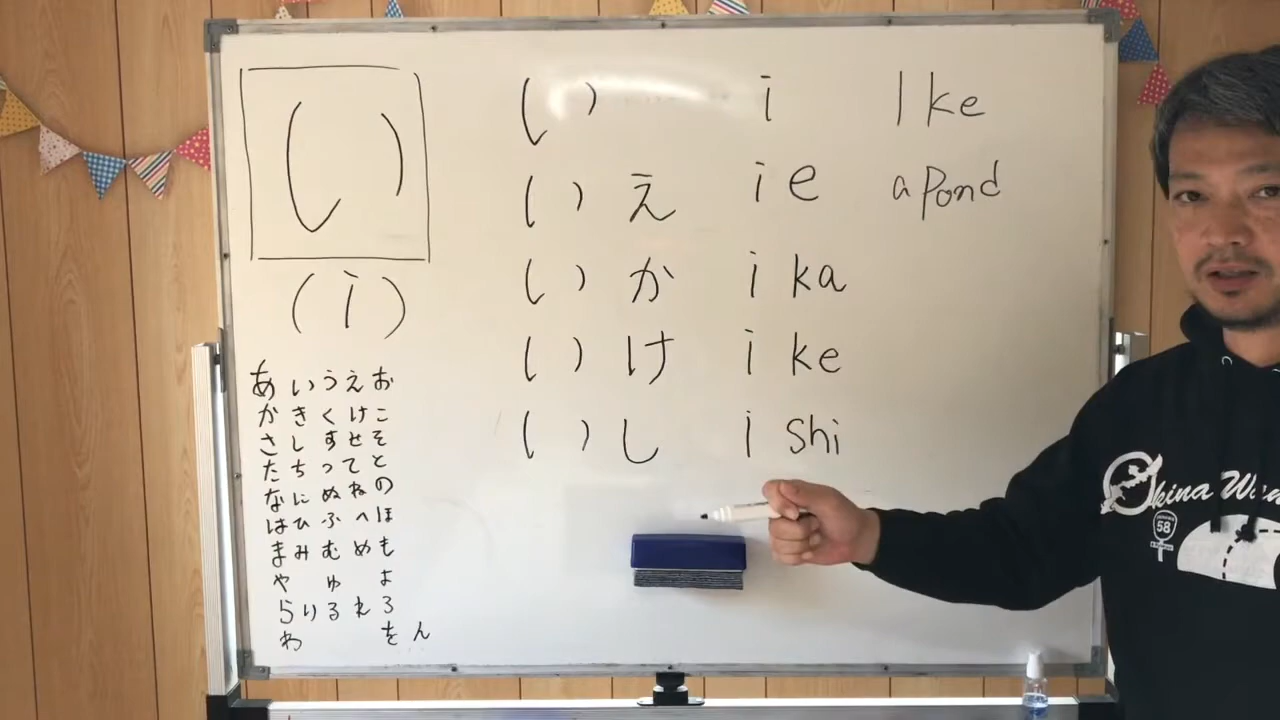 い
(i)
い i Ike
いえ ie a Pond
いか ika
いけ ike
いし ishi
あいうえお
かきくけこ
さしすせそ
たちつてと
なにぬねの
はひふへほ
まみむめも
やゆよ
らりるれろ
わをん
Okina
58